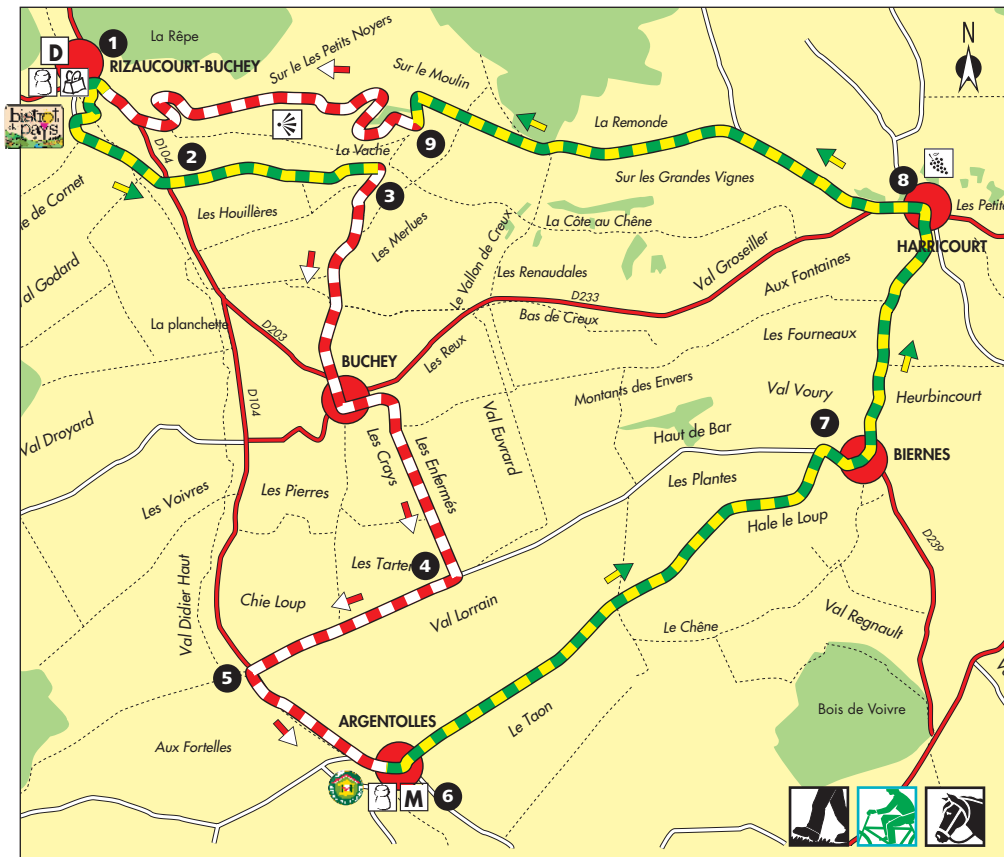 La Rêpe
1
D
RIZAUCOURT-BUCHEY
bistrot
pays
Sur le Les Petits Noyers
Sur le Moulin
N
La Remonde
9
La Vache
D104
2
3
Sur les Grandes Vignes
8
Les Petite
HARRICOURT
e de Cornet
Les Houillères
Les Merlues
Le Vallon de Creux
La Côte au Chêne
Val Groseiller
Aux Fontaines
al Godard
Les Renaudales
D233
Bas de Creux
La planchette
D203
Les Reux
Les Fourneaux
BUCHEY
Montants des Envers
Val Voury
Heurbincourt
D104
Val Droyard
Les Crays
Les Enfermés
Val Euvrard
Haut de Bar
7
BIERNES
Les Voivres
Les Pierres
Les Plantes
Hale le Loup
D239
Les Tarter
4
Val Didier Haut
Chie Loup
Val Lorrain
Le Chêne
Val Regnault
5
ARGENTOLLES
Le Taon
Bois de Voivre
Aux Fortelles
M
6